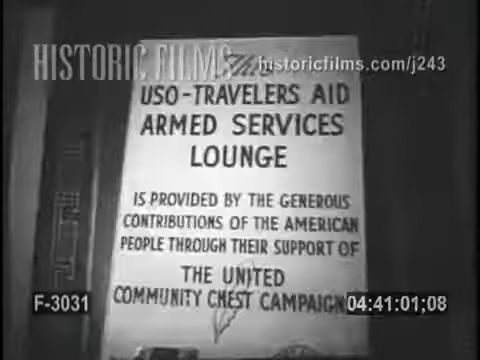 HISTORIC FILMS
historicfilms.com/j243
This
USO-TRAVELERS AID
ARMED SERVICES
LOUNGE
IS PROVIDED BY THE GENEROUS
CONTRIBUTIONS OF THE AMERICAN
PEOPLE THROUGH THEIR SUPPORT OF
THE UNITED
COMMUNITY CHEST CAMPAIGN
F-3031
04:41:01;08